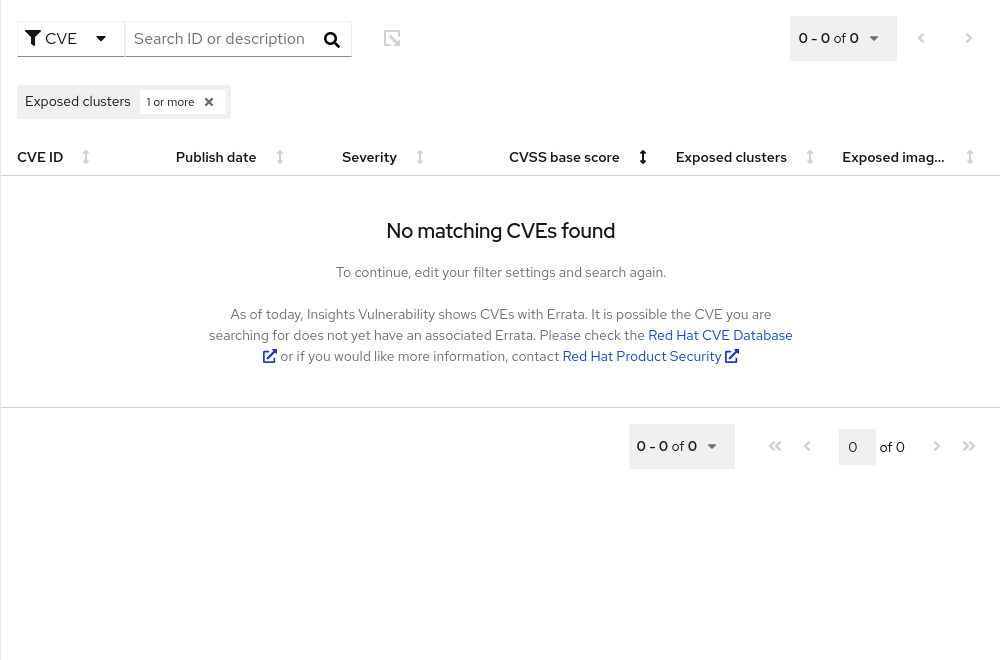 CVE
Search ID or description
0 - 0 of 0
Exposed clusters
1 or more
CVE ID
Publish date
Severity
CVSS base score
Exposed clusters
Exposed imag...
No matching CVEs found
To continue, edit your filter settings and search again.
As of today, Insights Vulnerability shows CVEs with Errata. It is possible the CVE you are
searching for does not yet have an associated Errata. Please check the Red Hat CVE Database
or if you would like more information, contact Red Hat Product Security
0 - 0 of 0
0 of 0